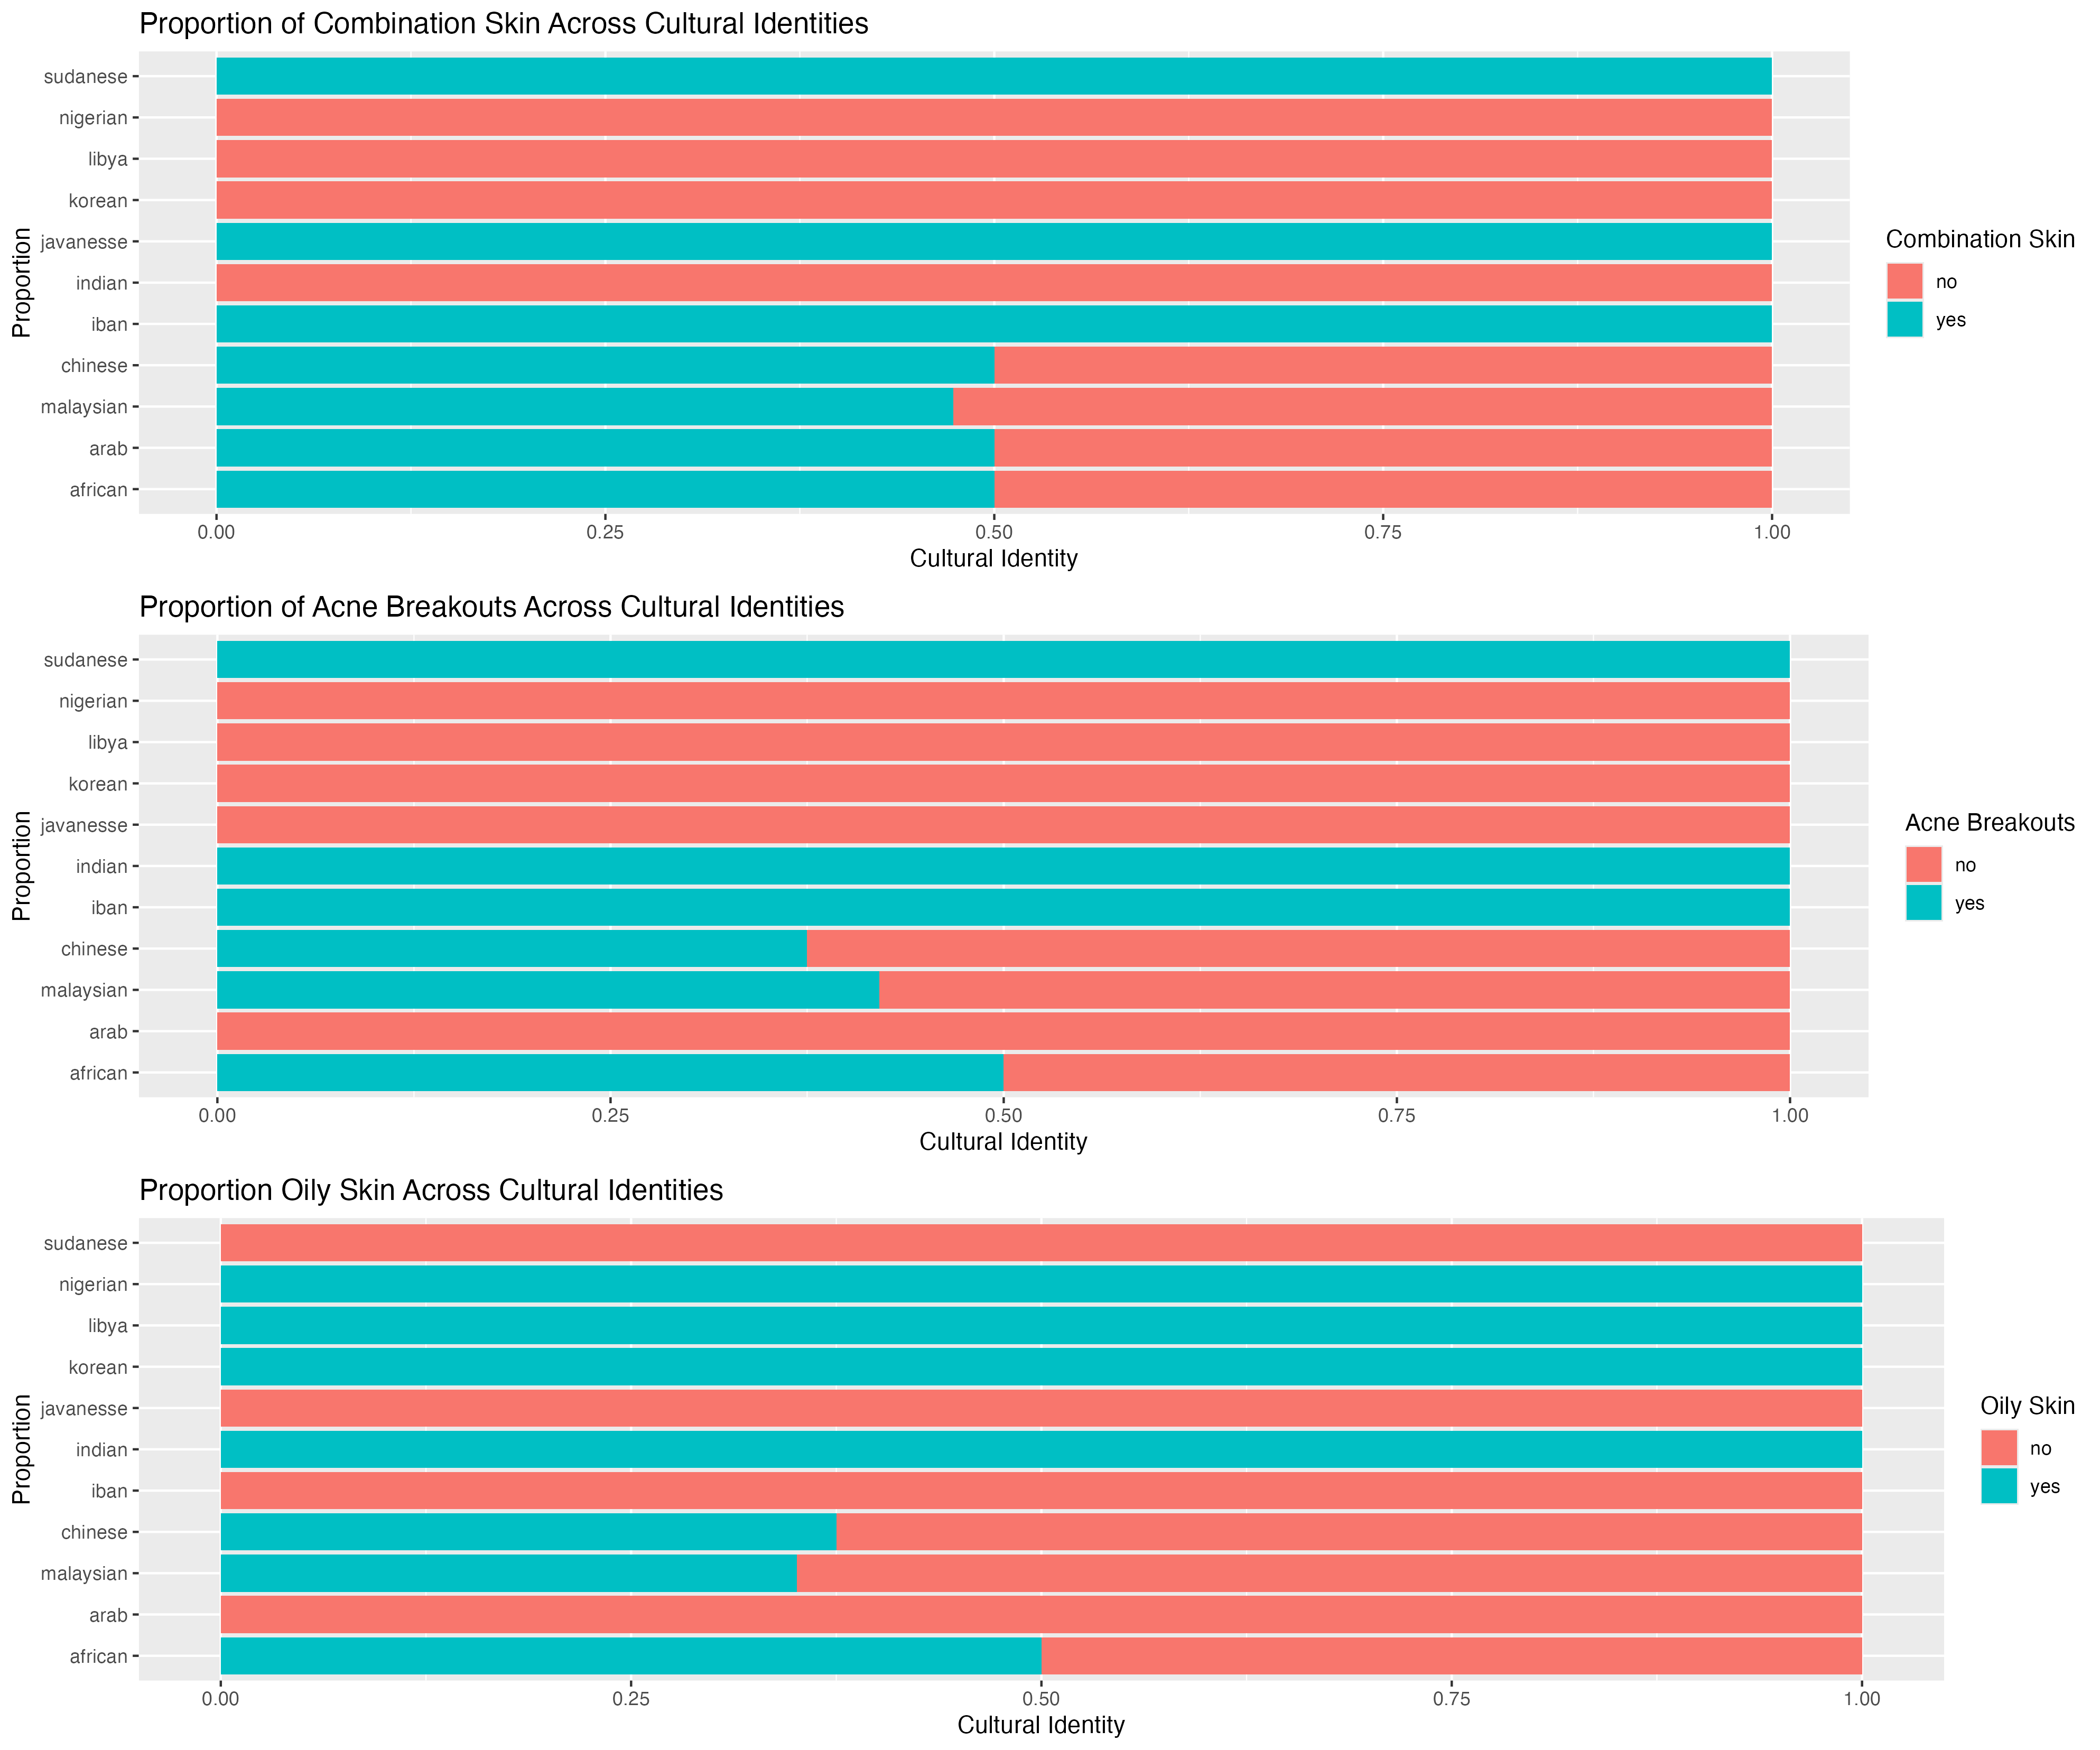 Proportion of Combination Skin Across Cultural Identities
sudanese
nigerian
libya
korean
javanesse
indian
iban
chinese
malaysian
arab
african
Proportion
0.00 0.25 0.50 0.75 1.00
Cultural Identity
Combination Skin
no
yes
Proportion of Acne Breakouts Across Cultural Identities
sudanese
nigerian
libya
korean
javanesse
indian
iban
chinese
malaysian
arab
african
Proportion
0.00 0.25 0.50 0.75 1.00
Cultural Identity
Acne Breakouts
no
yes
Proportion Oily Skin Across Cultural Identities
sudanese
nigerian
libya
korean
javanesse
indian
iban
chinese
malaysian
arab
african
Proportion
0.00 0.25 0.50 0.75 1.00
Cultural Identity
Oily Skin
no
yes